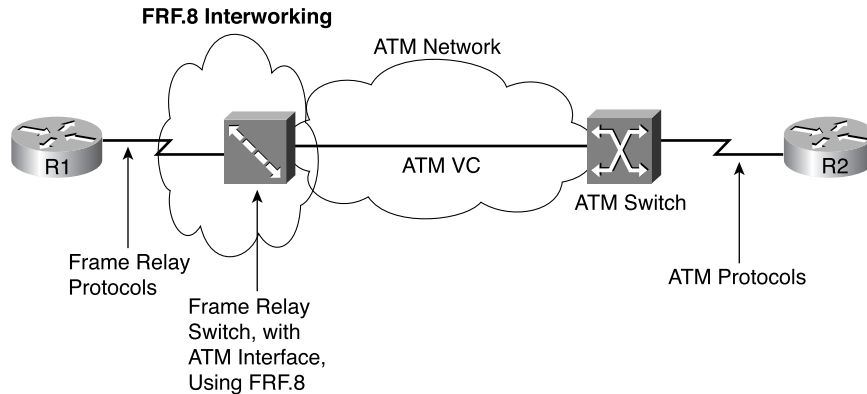 FRF.8 Interworking
ATM Network
R1
ATM VC
R2
ATM Switch
Frame Relay
Protocols
ATM Protocols
Frame Relay
Switch, with
ATM Interface,
Using FRF.8